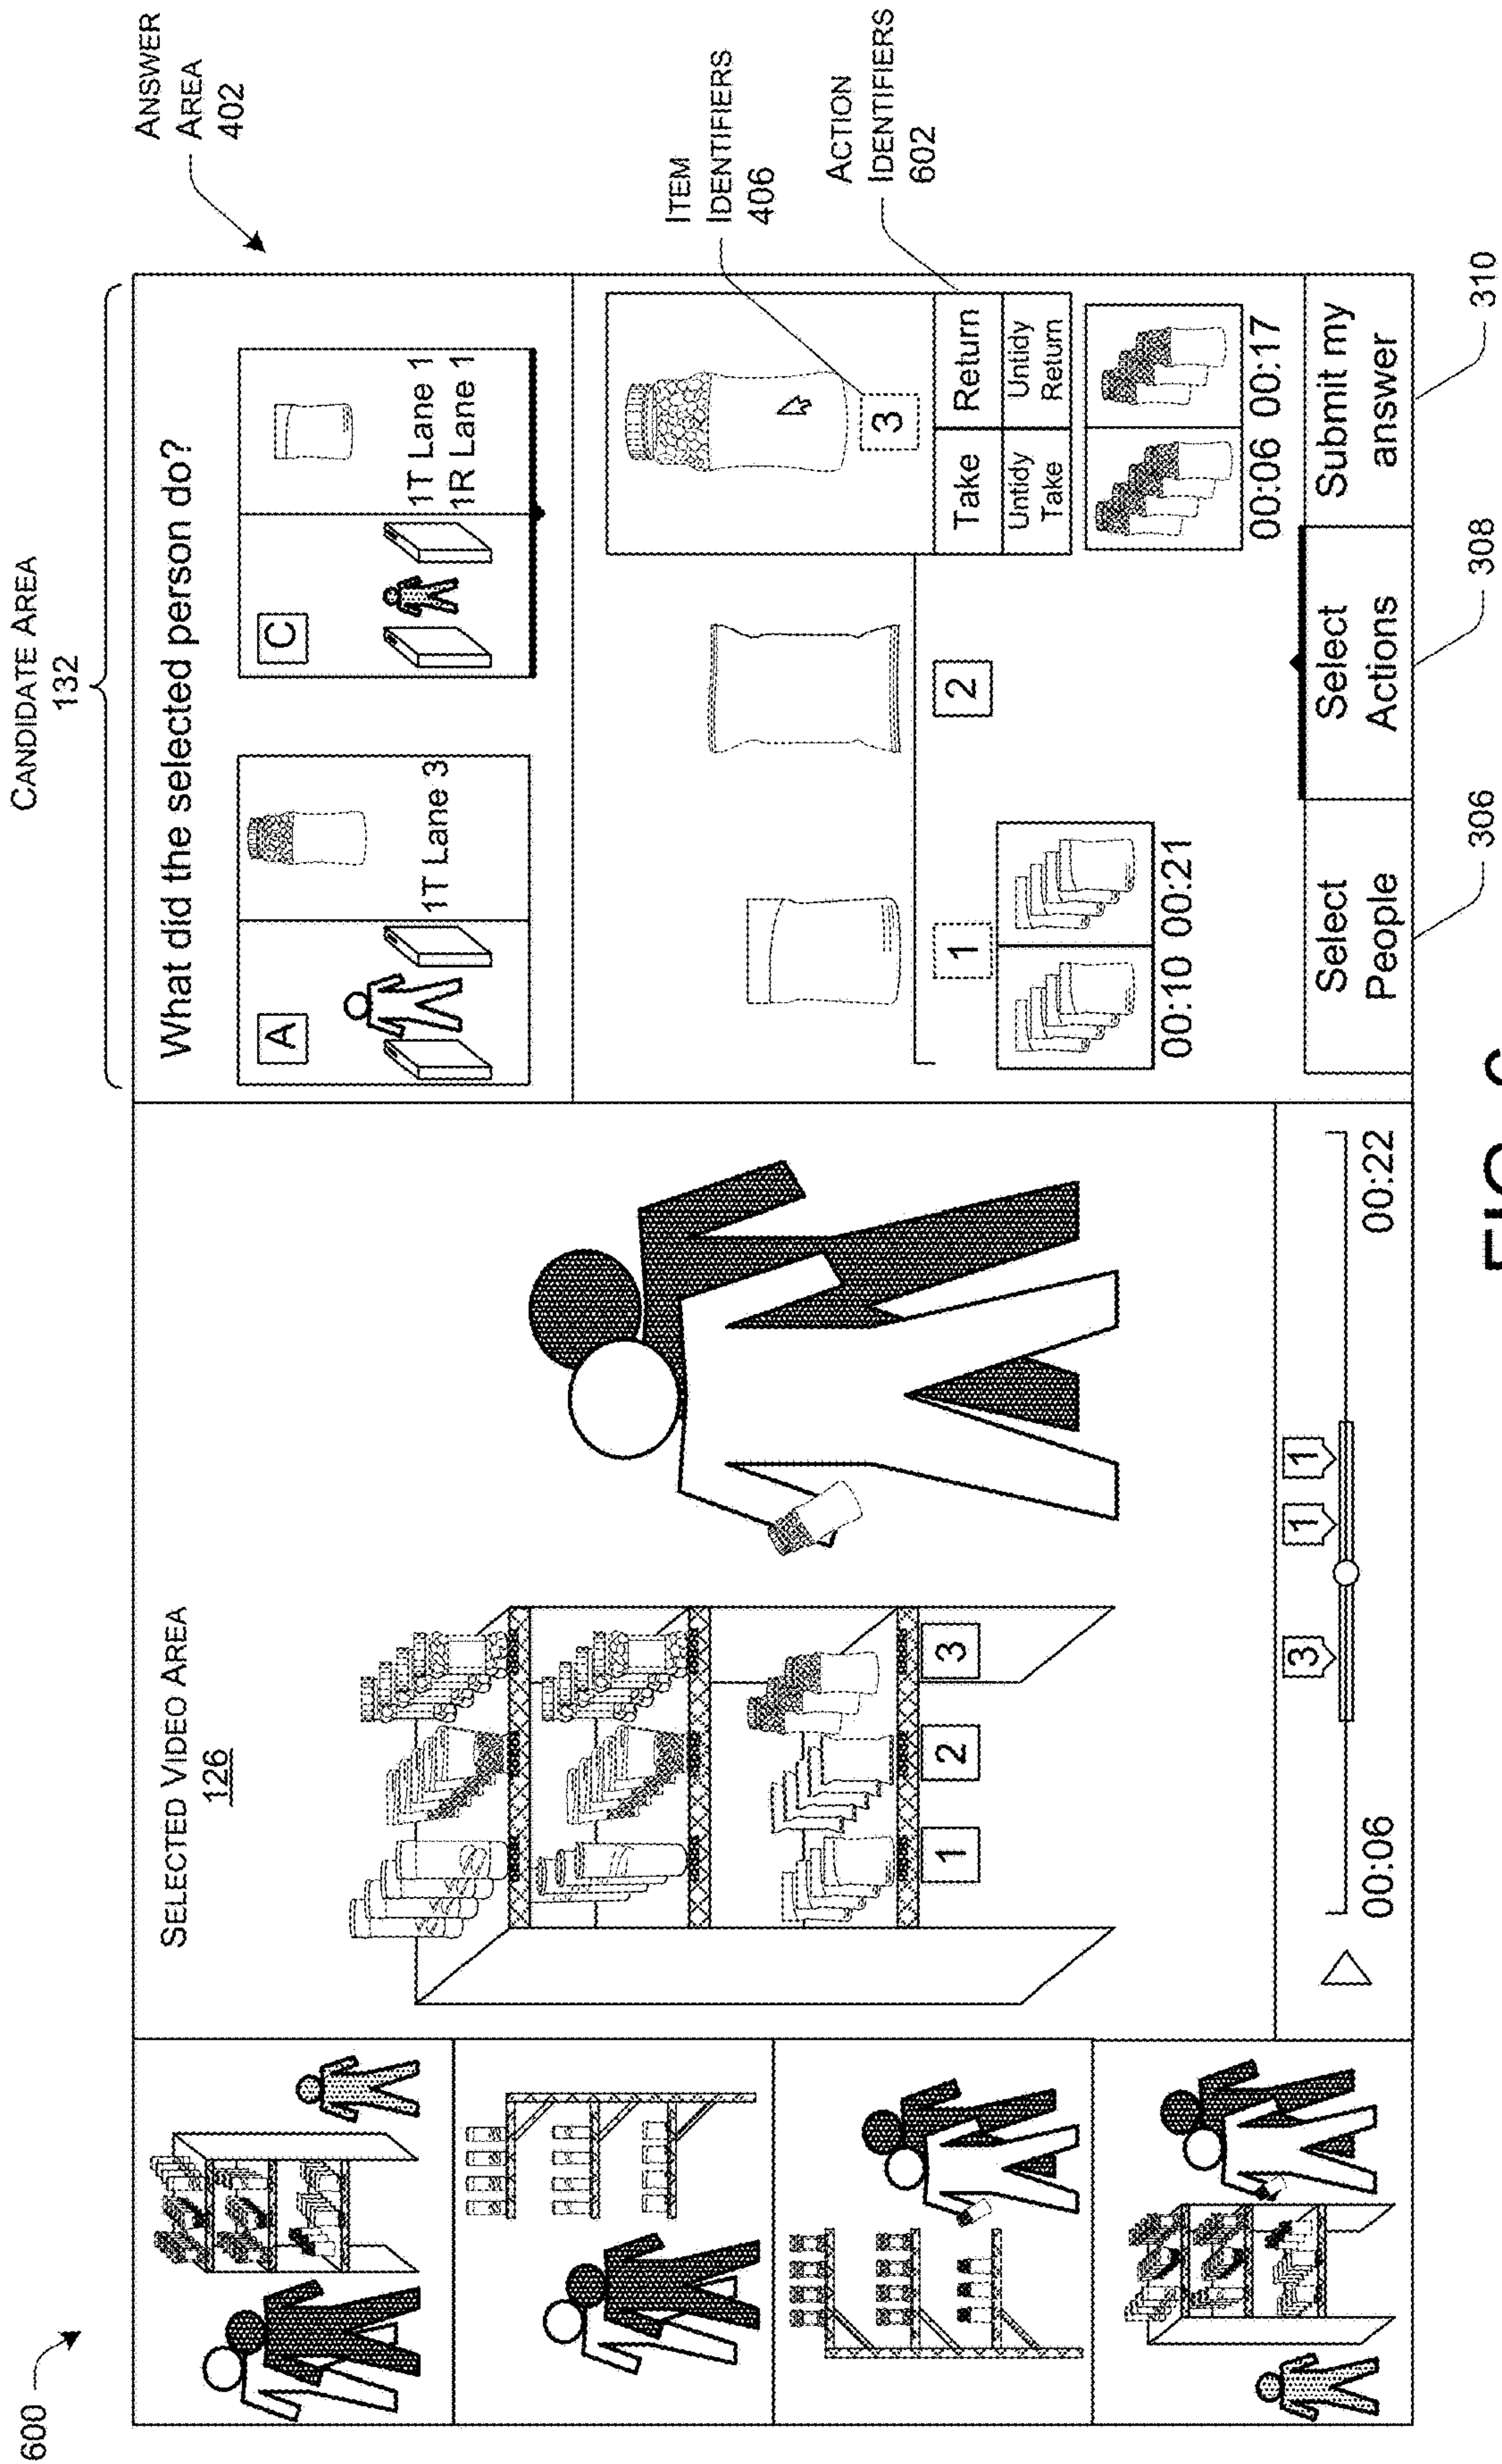 600
CANDIDATE AREA
132
ANSWER
AREA
402
SELECTED VIDEO AREA
126
1
2
3
3
1
1
00:06
00:22
What did the selected person do?
A
1T Lane 3
C
1T Lane 1
1R Lane 1
1
00:10 00:21
2
3
Take
Return
Untidy
Take
Untidy
Return
00:06 00:17
ITEM
IDENTIFIERS
406
ACTION
IDENTIFIERS
602
Select
People
Select
Actions
Submit my
answer
306
308
310